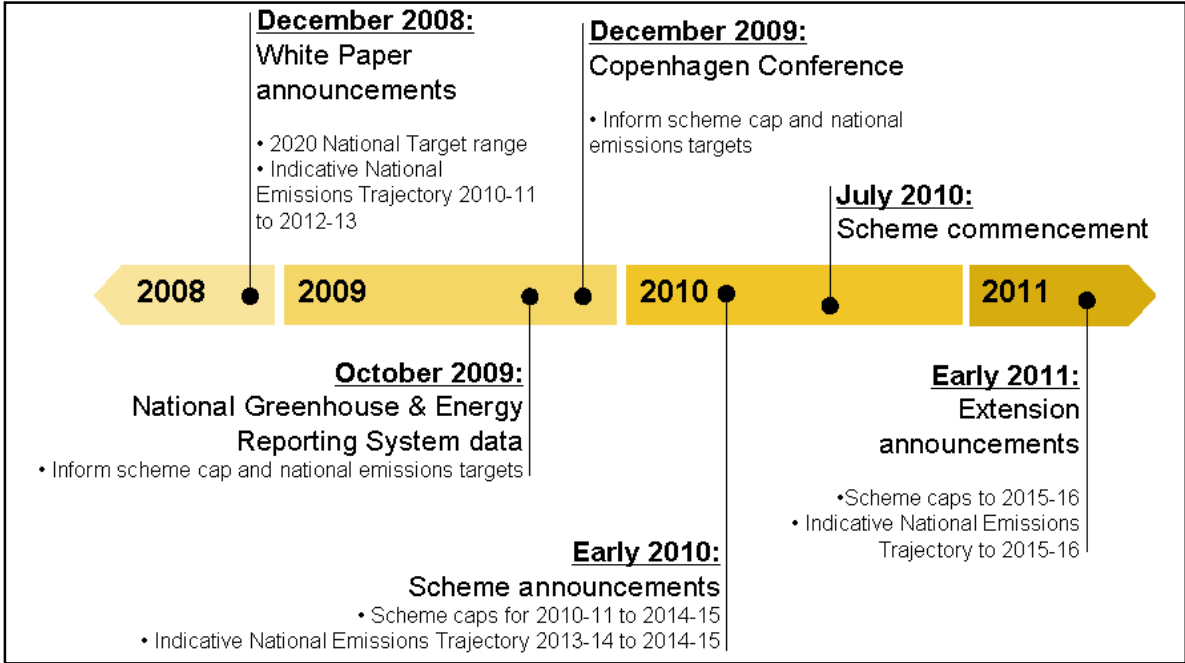 December 2008:
White Paper
announcements
• 2020 National Target range
• Indicative National
Emissions Trajectory 2010-11
to 2012-13
December 2009:
Copenhagen Conference
• Inform scheme cap and national
emissions targets
July 2010:
Scheme commencement
2008
2009
2010
2011
October 2009:
National Greenhouse & Energy
Reporting System data
• Inform scheme cap and national emissions targets
Early 2010:
Scheme announcements
• Scheme caps for 2010-11 to 2014-15
• Indicative National Emissions Trajectory 2013-14 to 2014-15
Early 2011:
Extension
announcements
•Scheme caps to 2015-16
• Indicative National Emissions
Trajectory to 2015-16